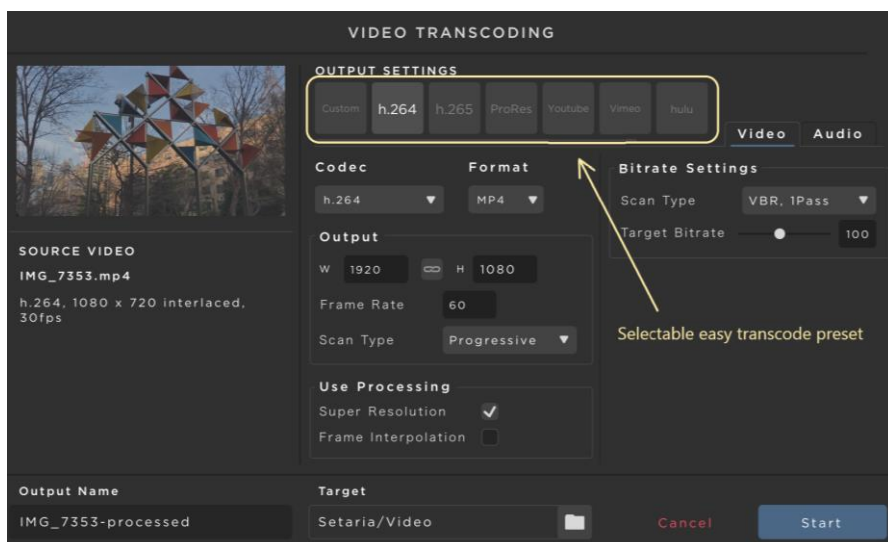 VIDEO TRANSCODING
OUTPUT SETTINGS
Custom h.264 h.265 ProRes Youtube Vimeo hulu
Video Audio
Codec Format
h.264 MP4
Bitrate Settings
Scan Type VBR, 1Pass
Target Bitrate 100
SOURCE VIDEO
IMG_7353.mp4
h.264, 1080 x 720 interlaced,
30fps
Output
W 1920 H 1080
Frame Rate 60
Scan Type Progressive
Selectable easy transcode preset
Use Processing
Super Resolution
Frame Interpolation
Output Name
IMG_7353-processed
Target
Setaria/Video
Cancel Start